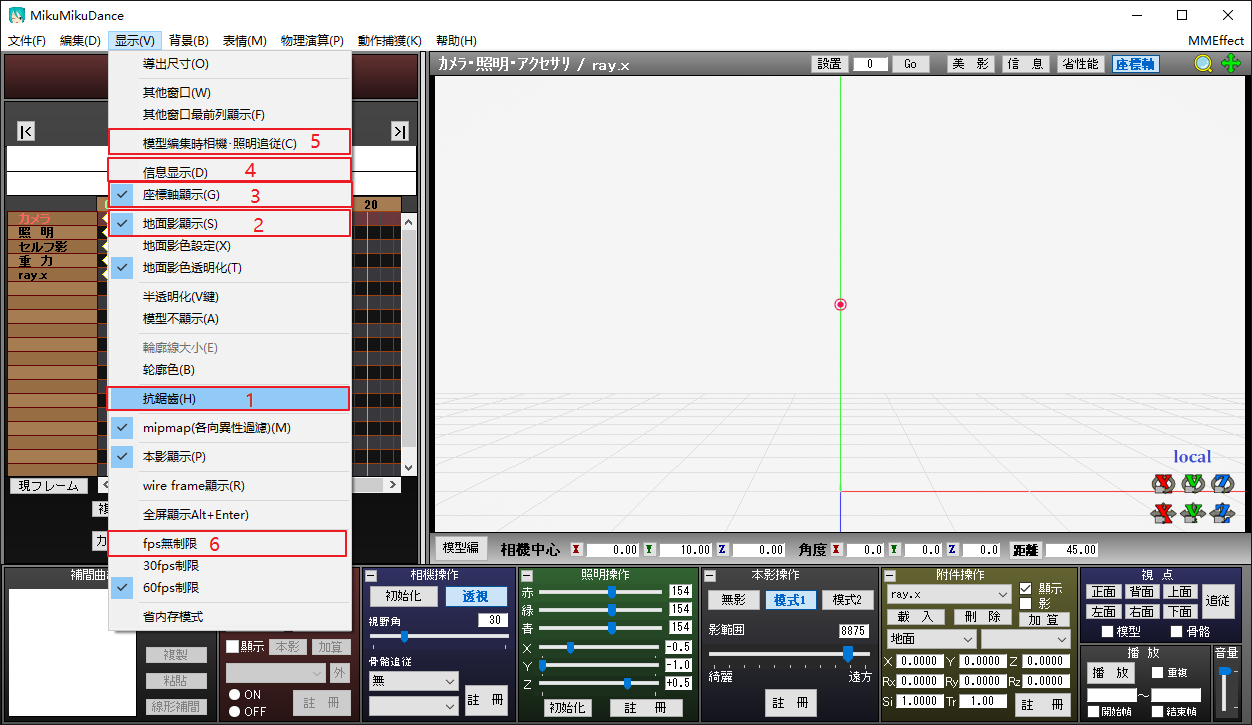 MikuMikuDance
文件(F) 編集(D) 顯示(V) 背景(B) 表情(M) 物理演算(P) 動作捕獲(K) 帮助(H) MMEffect
導出尺寸(O)
其他窗口(W)
其他窗口最前列顯示(F)
模型編集時相機·照明追従(C) 5
信息显示(D) 4
座標軸顯示(G) 3
地面影顯示(S) 2
地面影色設定(X)
地面影色透明化(T)
半透明化(V鍵)
模型不顯示(A)
輪廓線大小(E)
轮廓色(B)
抗鋸齒(H) 1
mipmap(各向異性過濾)(M)
本影顯示(P)
wire frame顯示(R)
全屏顯示Alt+Enter)
fps無制限 6
30fps制限
60fps制限
省内存模式
20
カメラ
照 明
セルフ影
重 力
ray.x
現フレーム
カメラ・照明・アクセサリ / ray.x
設置 0 Go 美 影 信 息 省性能 座標軸
local
X Y Z
X Y Z
模型編 相機中心 X 0.00 Y 10.00 Z 0.00 角度 X 0.0 Y 0.0 Z 0.0 距離 45.00
補間曲
複製
粘貼
線形補間
顯示 本影 加算
外
ON
OFF
註 冊
相機操作
初始化 透視
視野角 30
骨骼追従
無
註 冊
照明操作
赤 154
緑 154
青 154
X -0.5
Y -1.0
Z +0.5
初始化 註 冊
本影操作
無影 模式1 模式2
影範囲 8875
綺麗 遠方
註 冊
附件操作
ray.x 顯示
影
載 入 刪 除 加 算
地面
X 0.0000 Y 0.0000 Z 0.0000
Rx 0.0000 Ry 0.0000 Rz 0.0000
Si 1.0000 Tr 1.00 註 冊
視 点
正面 背面 上面 追従
左面 右面 下面
模型 骨骼
播 放
播 放 重複
～
開始帧 結束帧
音量